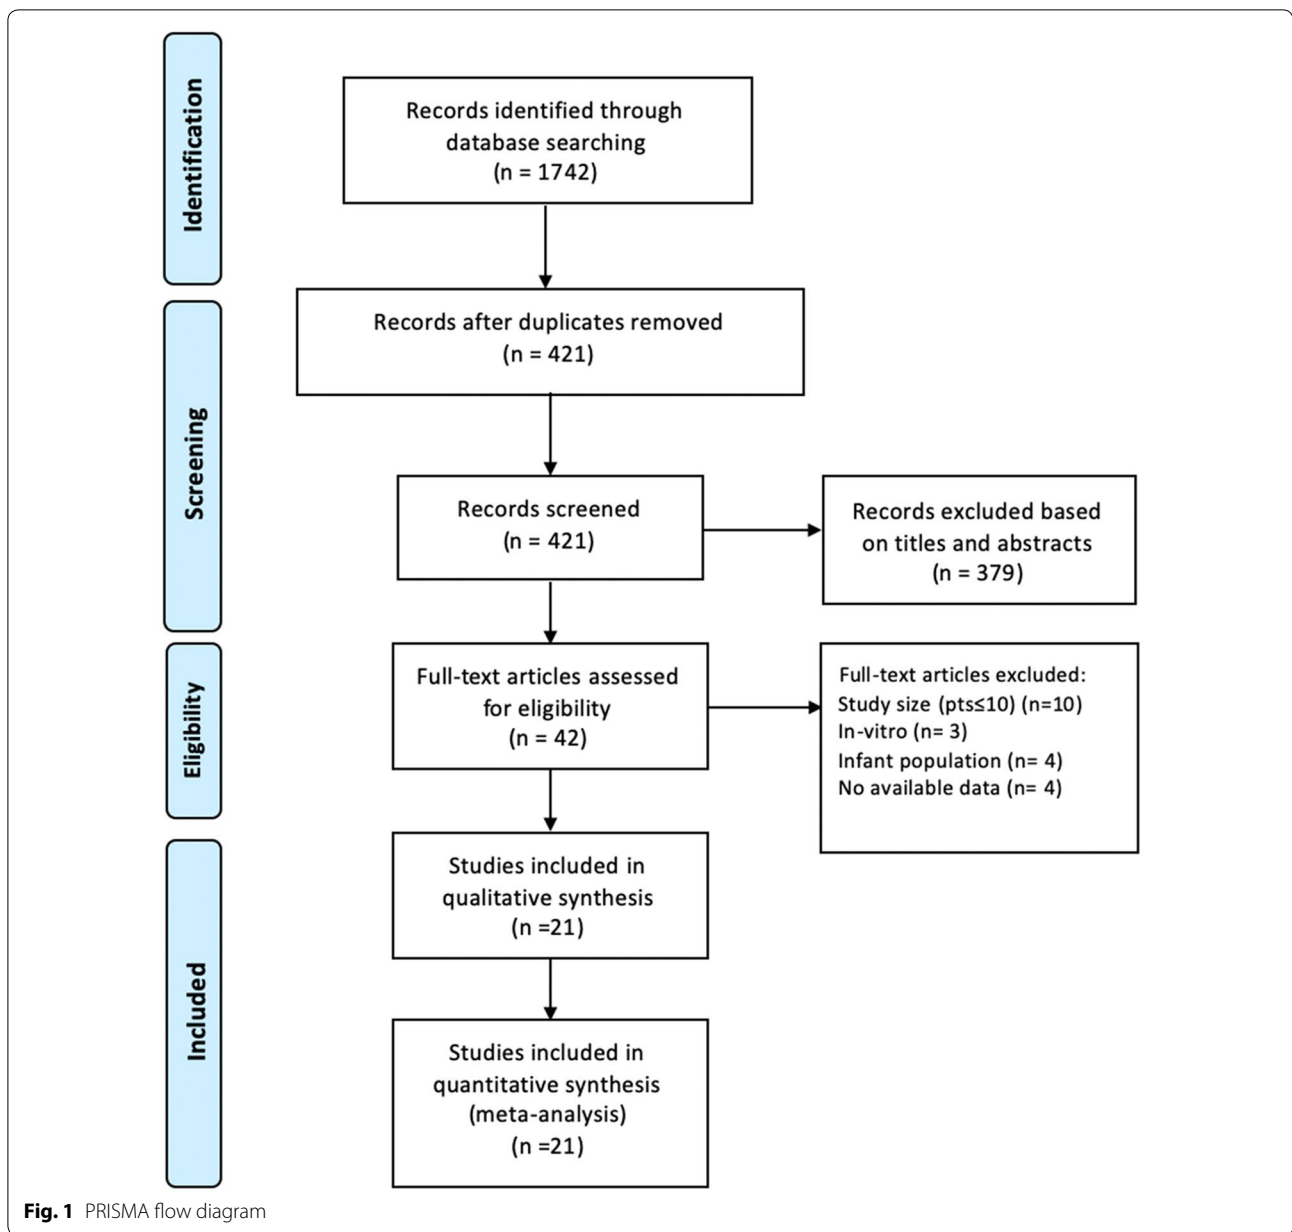 Identification
Records identified through
database searching
(n = 1742)
Screening
Records after duplicates removed
(n = 421)
Records screened
(n = 421)
Records excluded based
on titles and abstracts
(n = 379)
Eligibility
Full-text articles assessed
for eligibility
(n = 42)
Full-text articles excluded:
Study size (pts≤10) (n=10)
In-vitro (n= 3)
Infant population (n= 4)
No available data (n= 4)
Included
Studies included in
qualitative synthesis
(n =21)
Studies included in
quantitative synthesis
(meta-analysis)
(n =21)
Fig. 1 PRISMA flow diagram